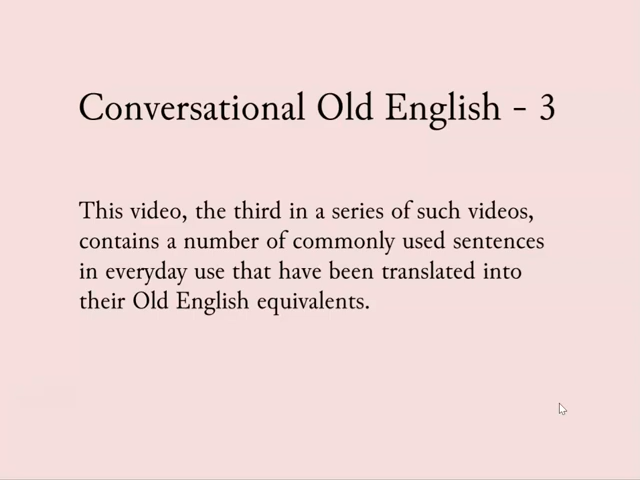 Conversational Old English - 3
This video, the third in a series of such videos,
contains a number of commonly used sentences
in everyday use that have been translated into
their Old English equivalents.